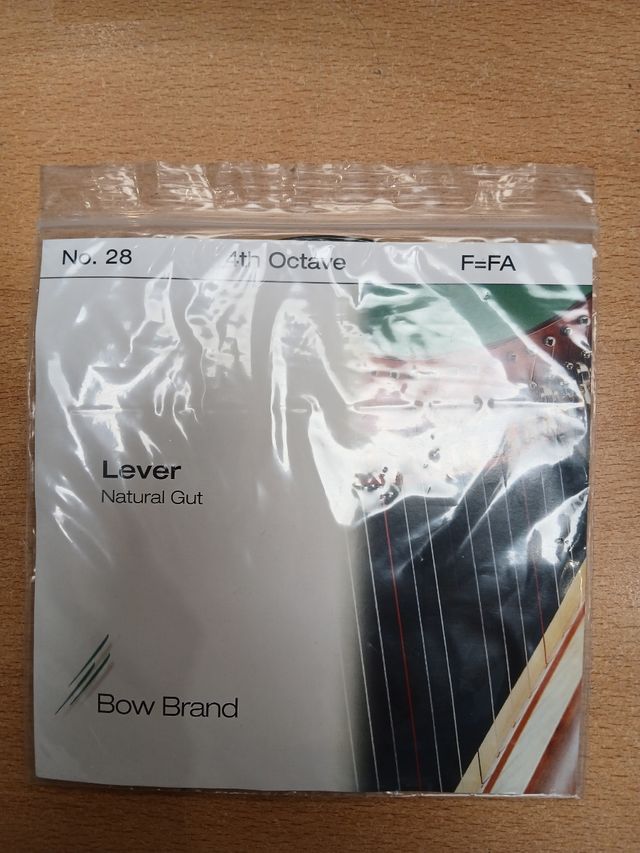 No. 28 4th Octave F=FA
Lever
Natural Gut
Bow Brand